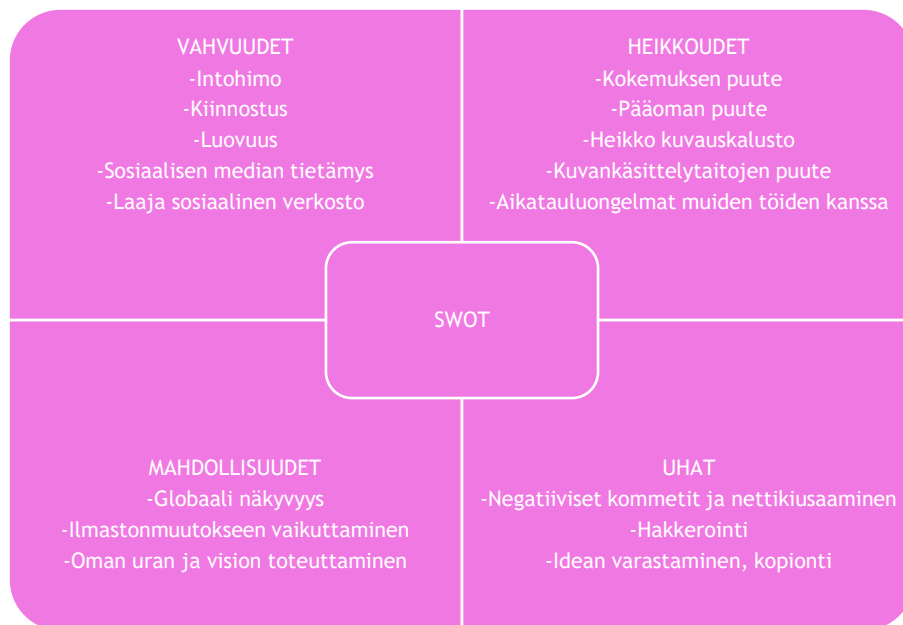 VAHVUUDET
-Intohimo
-Kiinnostus
-Luovuus
-Sosiaalisen median tietämys
-Laaja sosiaalinen verkosto
HEIKKOUDET
-Kokemuksen puute
-Pääoman puute
-Heikko kuvauskalusto
-Kuvankäsittelytaitojen puute
-Aikatauluongelmat muiden töiden kanssa
SWOT
MAHDOLLISUUDET
-Globaali näkyvyys
-Ilmastonmuutokseen vaikuttaminen
-Oman uran ja vision toteuttaminen
UHAT
-Negatiiviset kommetit ja nettikiusaaminen
-Hakkerointi
-Idean varastaminen, kopionti